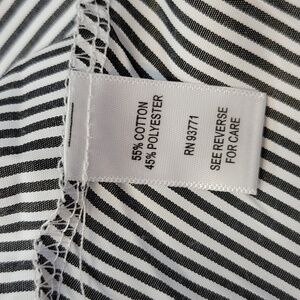 55% COTTON
45% POLYESTER
RN 93771
SEE REVERSE
FOR CARE